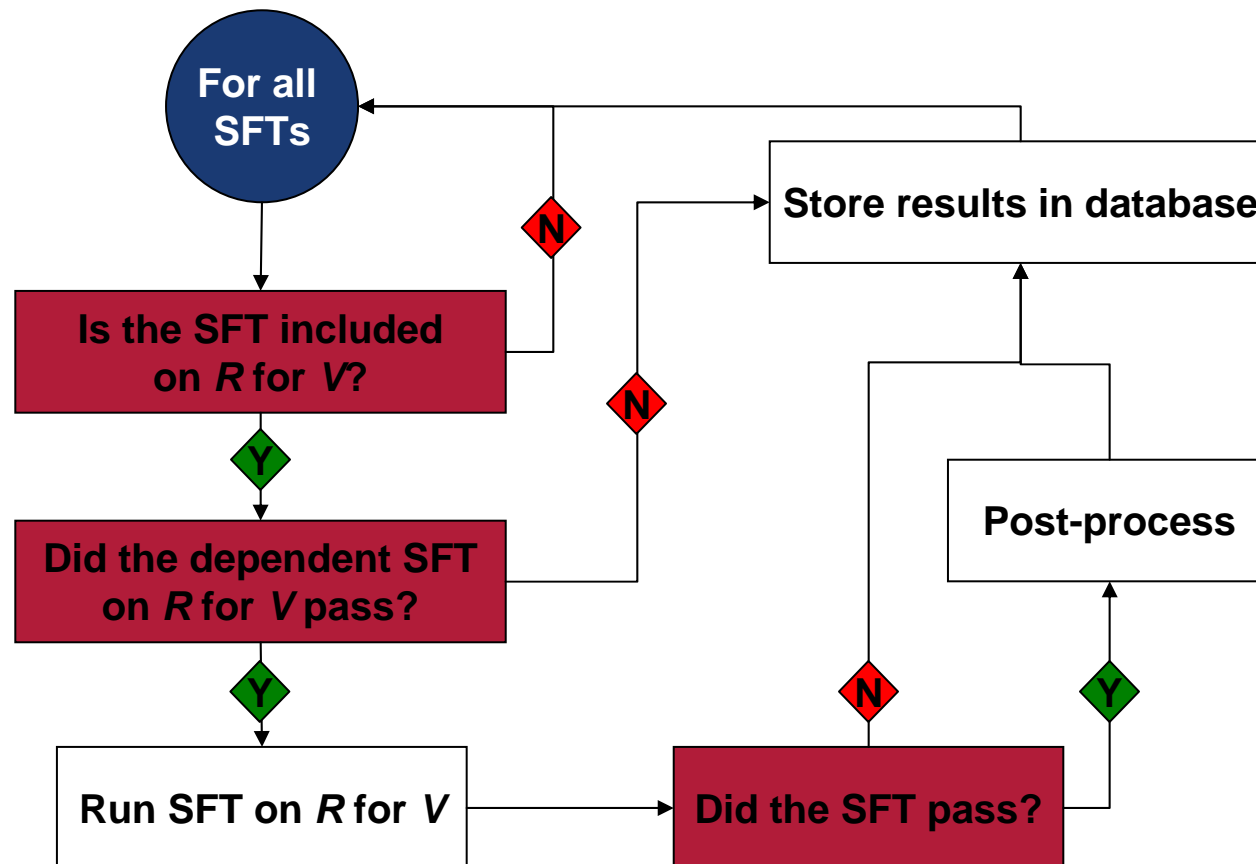 For all
SFTs
N
Store results in database
Is the SFT included
on R for V?
N
Y
Post-process
Did the dependent SFT
on R for V pass?
Y
N
Y
Run SFT on R for V
Did the SFT pass?